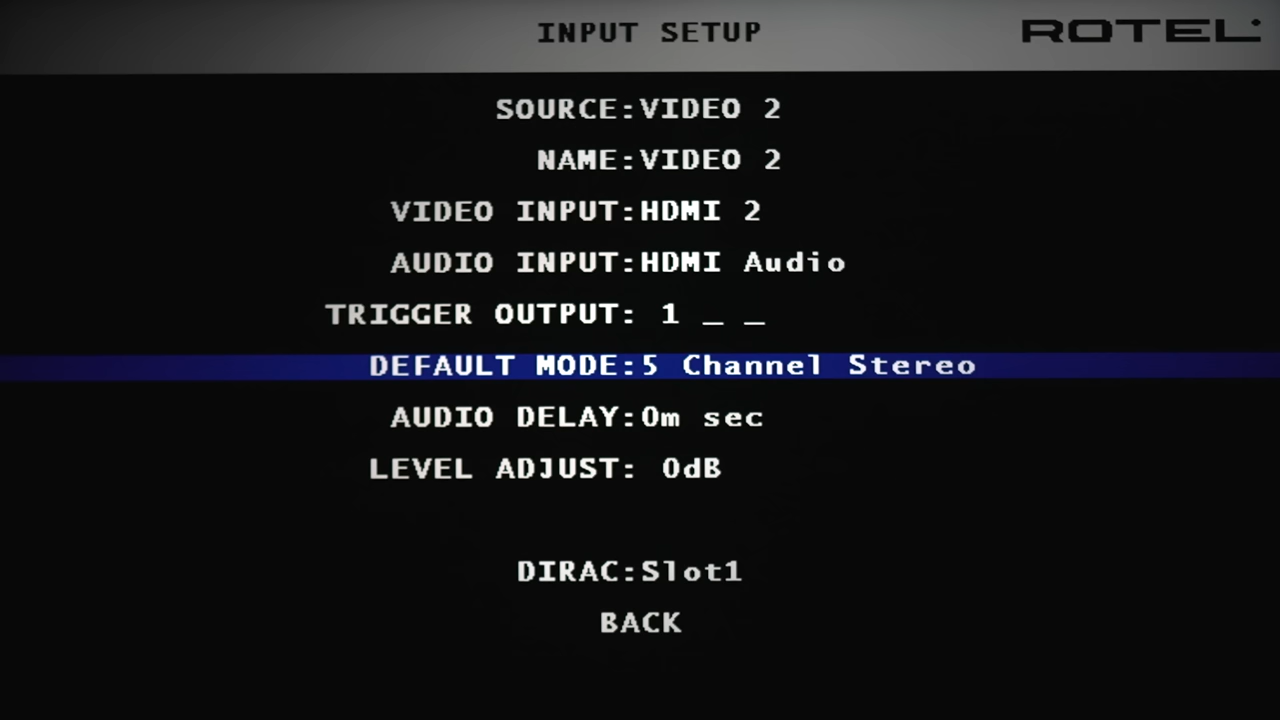 INPUT SETUP
ROTEL
SOURCE:VIDEO 2
NAME:VIDEO 2
VIDEO INPUT:HDMI 2
AUDIO INPUT:HDMI Audio
TRIGGER OUTPUT: 1 _ _
DEFAULT MODE:5 Channel Stereo
AUDIO DELAY:0m sec
LEVEL ADJUST: 0dB
DIRAC:Slot1
BACK